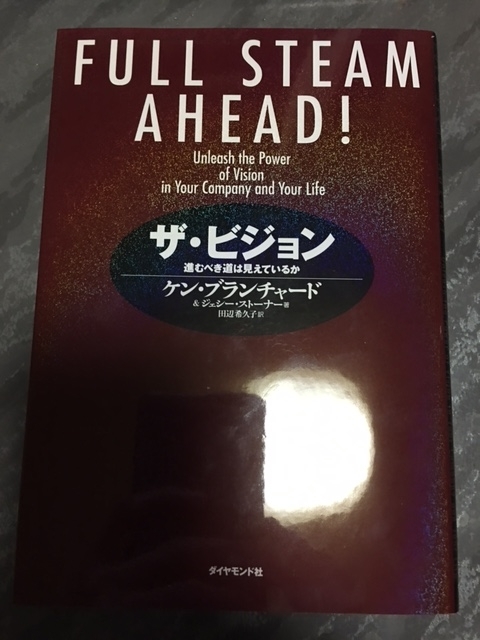 FULL STEAM
AHEAD!
Unleash the Power
of Vision
in Your Company and Your Life
ザ・ビジョン
進むべき道は見えているか
ケン・ブランチャード
&ジェシー・ストーナー著
田辺希久子訳
ダイヤモンド社